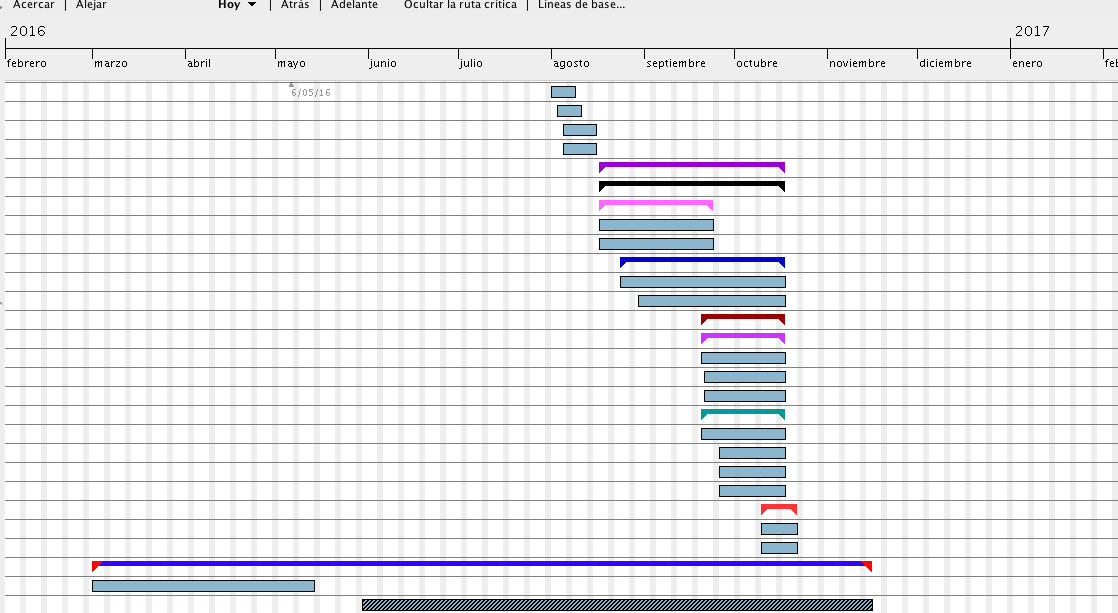 Acercar | Alejar Hoy | Atrás | Adelante Ocultar la ruta crítica | Líneas de base...
2016 2017
febrero marzo abril mayo junio julio agosto septiembre octubre noviembre diciembre enero feb
6/05/16